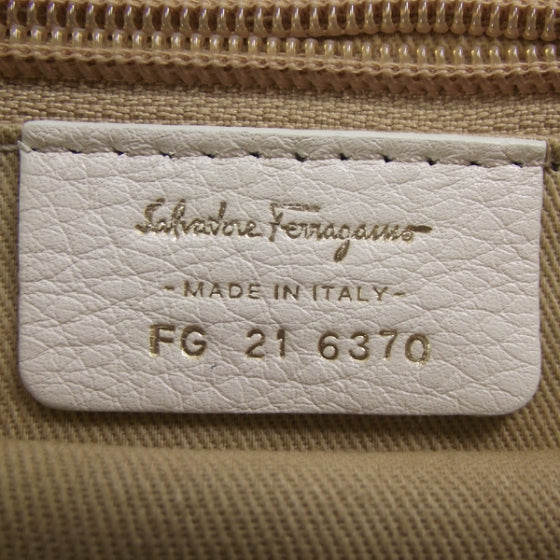 Salvatore Ferragamo
-MADE IN ITALY-
FG 21 6370